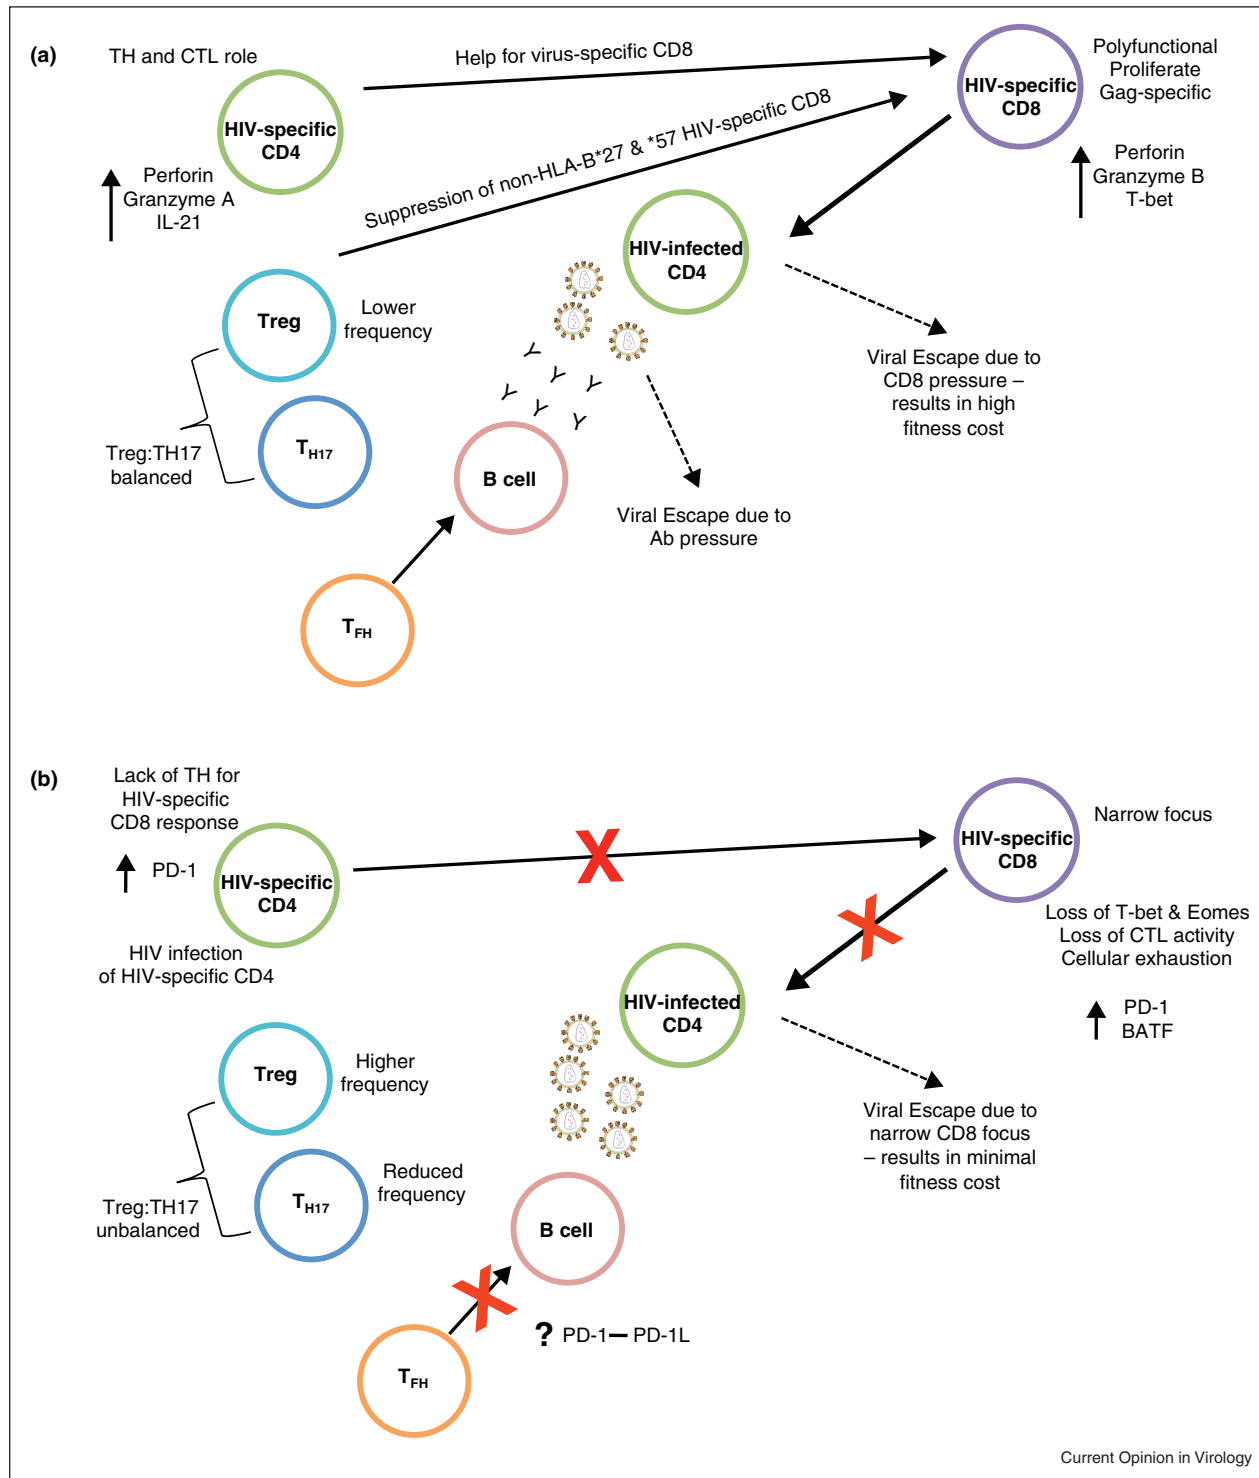 (a)
TH and CTL role
Help for virus-specific CD8
HIV-specific
CD8
Polyfunctional
Proliferate
Gag-specific
HIV-specific
CD4
Perforin
Granzyme A
IL-21
Suppression of non-HLA-B*27 & *57 HIV-specific CD8
Perforin
Granzyme B
T-bet
HIV-infected
CD4
Treg
Lower
frequency
Viral Escape due to
CD8 pressure –
results in high
fitness cost
Treg:TH17
balanced
TH17
Y
Y
Y
Y
Y
Y
B cell
Viral Escape due to
Ab pressure
TFH
(b)
Lack of TH for
HIV-specific
CD8 response
PD-1
HIV-specific
CD4
HIV infection
of HIV-specific CD4
X
HIV-specific
CD8
Narrow focus
X
Loss of T-bet & Eomes
Loss of CTL activity
Cellular exhaustion
PD-1
BATF
HIV-infected
CD4
Treg
Higher
frequency
Viral Escape due to
narrow CD8 focus
– results in minimal
fitness cost
Treg:TH17
unbalanced
TH17
Reduced
frequency
B cell
X
? PD-1 — PD-1L
TFH
Current Opinion in Virology